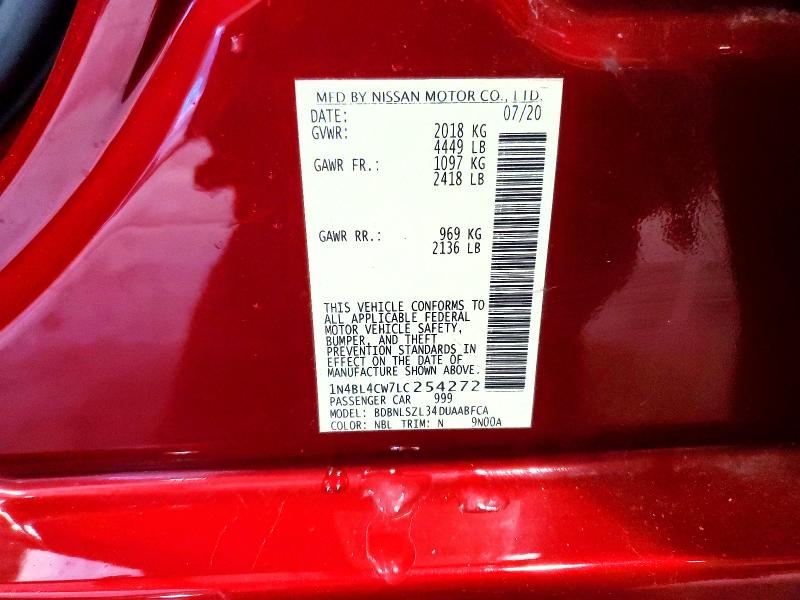 MFD BY NISSAN MOTOR CO., LTD.
DATE: 07/20
GVWR: 2018 KG
4449 LB
GAWR FR.: 1097 KG
2418 LB
GAWR RR.: 969 KG
2136 LB
THIS VEHICLE CONFORMS TO
ALL APPLICABLE FEDERAL
MOTOR VEHICLE SAFETY,
BUMPER, AND THEFT
PREVENTION STANDARDS IN
EFFECT ON THE DATE OF
MANUFACTURE SHOWN ABOVE.
1N4BL4CW7LC254272
PASSENGER CAR 999
MODEL: BDBNLSZL34DUAABFCA
COLOR: NBL TRIM: N 9N00A